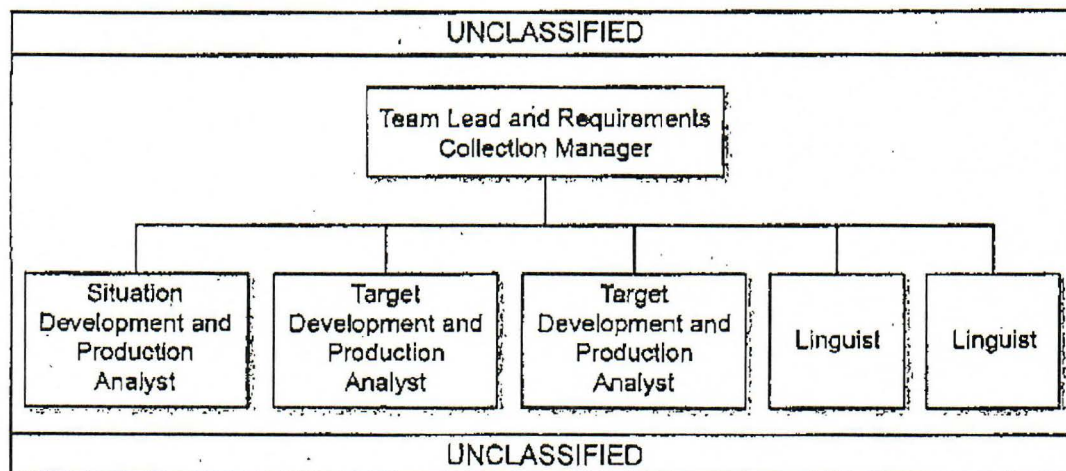 UNCLASSIFIED
Team Lead and Requirements
Collection Manager
Situation
Development and
Production
Analyst
Target
Development and
Production
Analyst
Target
Development and
Production
Analyst
Linguist
Linguist
UNCLASSIFIED